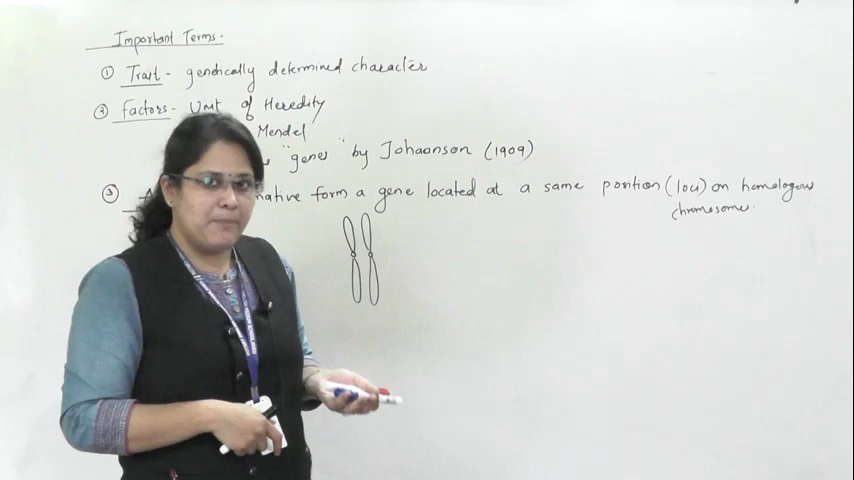 Important Terms.
① Trait - genetically determined character
② Factors - Unit of Heredity
Mendel
"genes" by Johaanson (1909)
③ native form a gene located at a same position (loci) on homologous
chromosome.